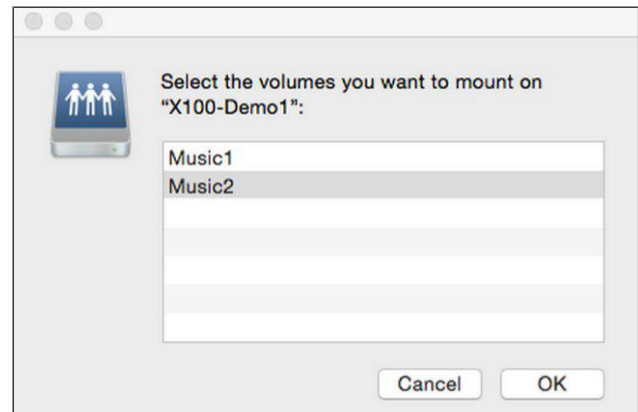 Select the volumes you want to mount on
“X100-Demo1”:
Music1
Music2
Cancel
OK